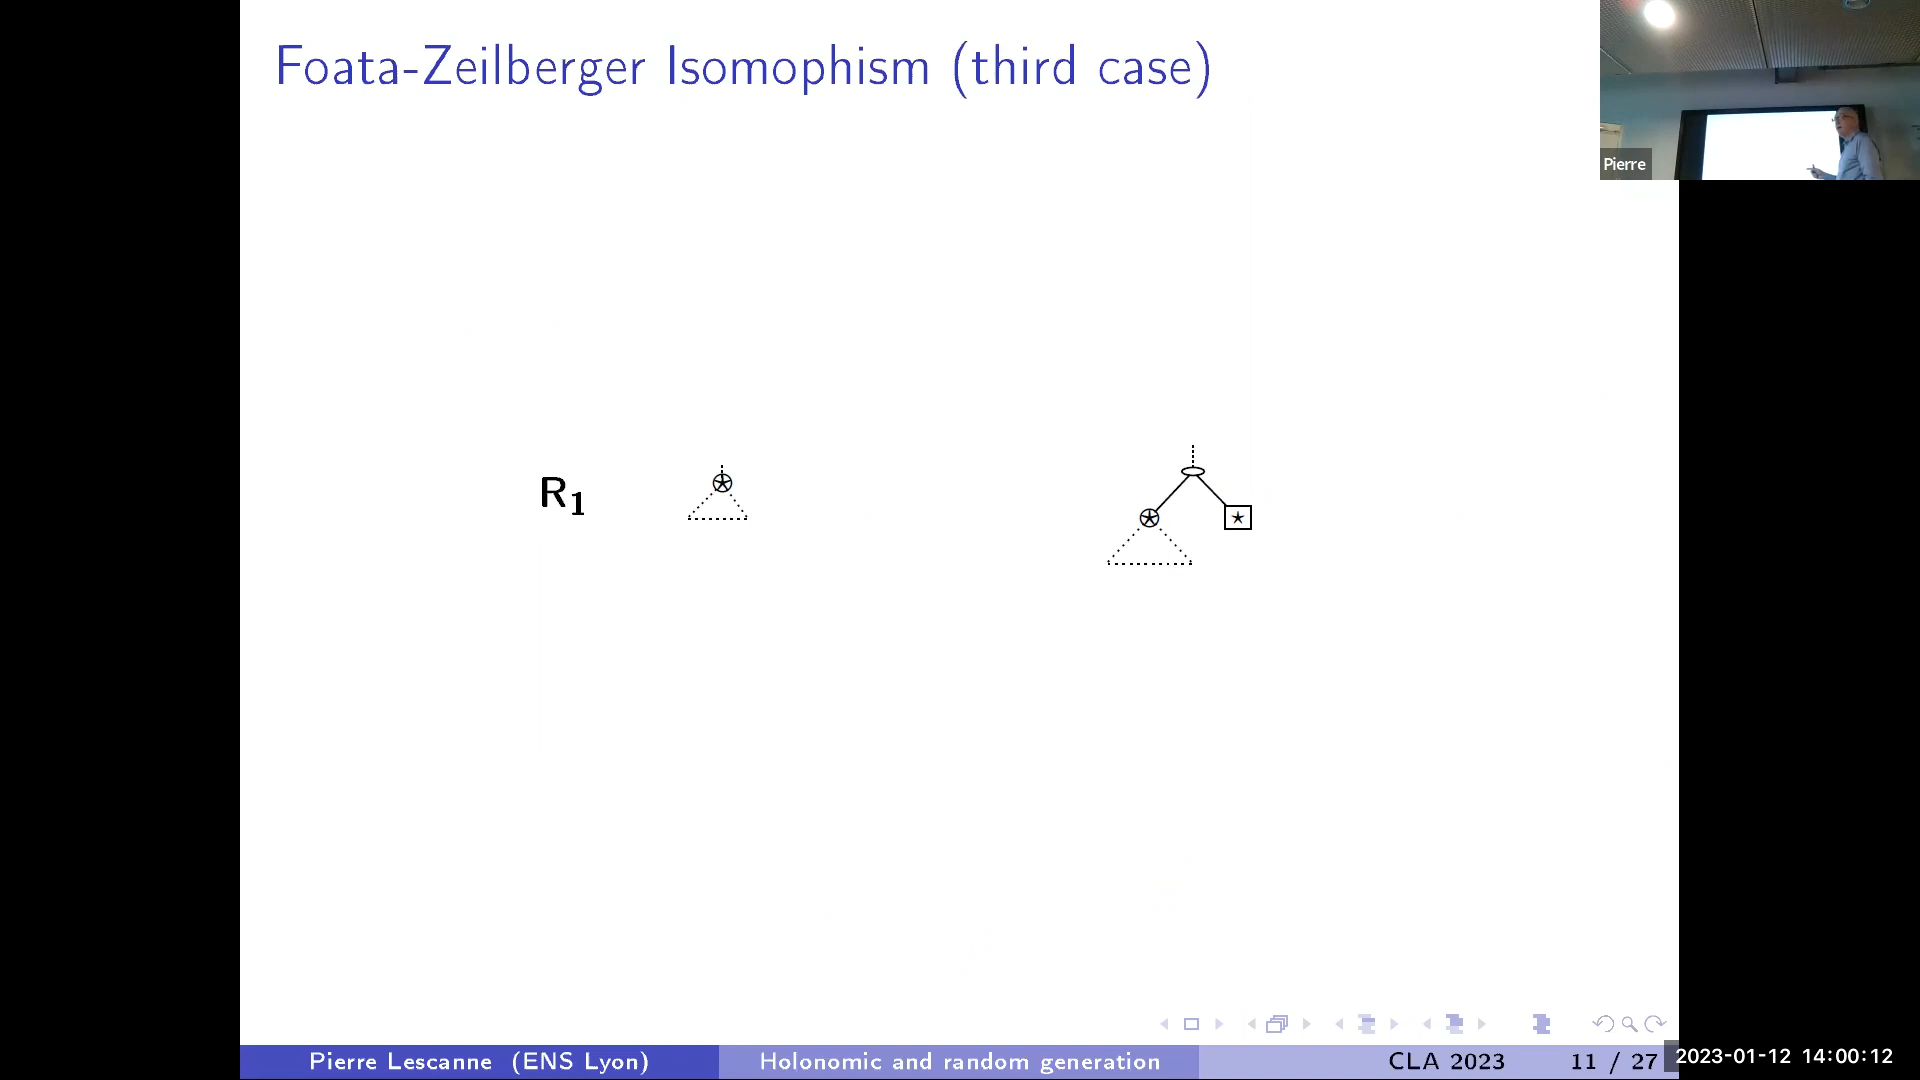 Foata-Zeilberger Isomophism (third case)
Pierre
R1
Pierre Lescanne (ENS Lyon) Holonomic and random generation CLA 2023 11 / 27
2023-01-12 14:00:12